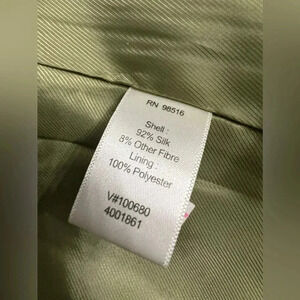 RN 98516
Shell :
92% Silk
8% Other Fibre
Lining :
100% Polyester
V#100680
4001861